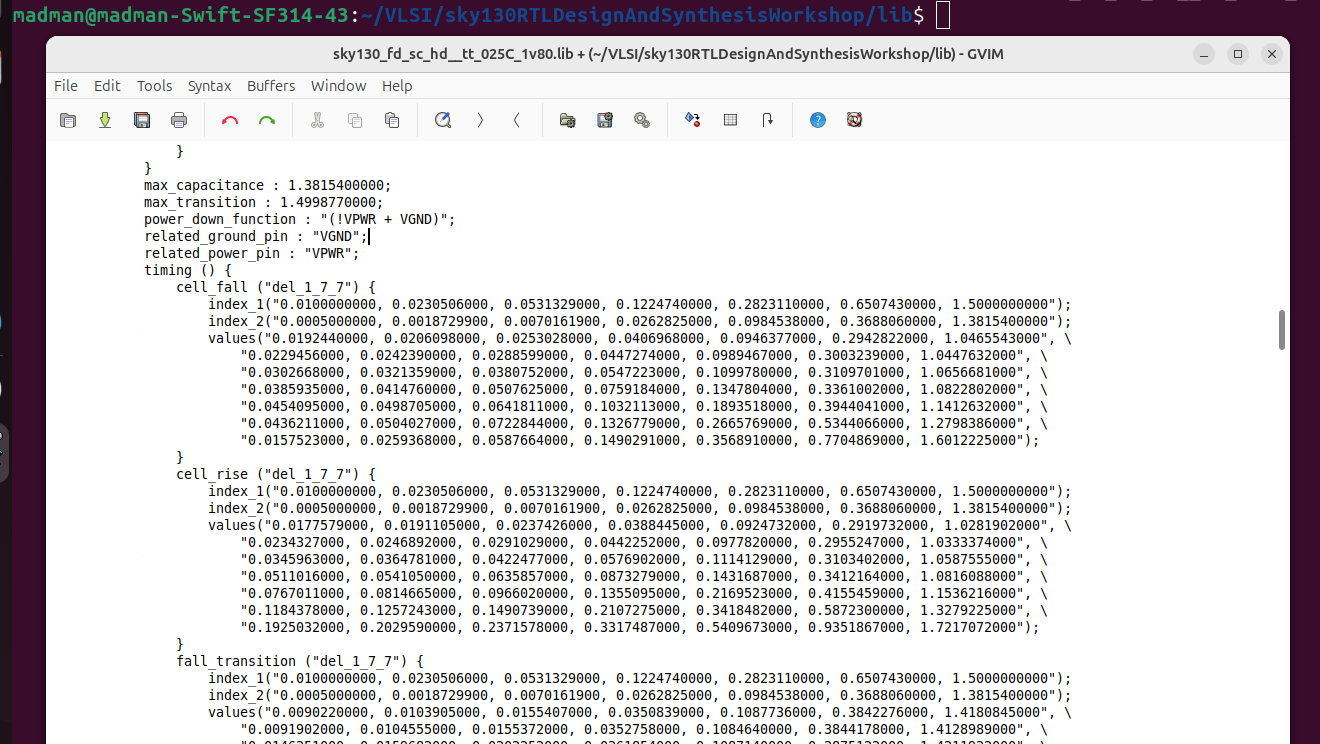 madman@madman-Swift-SF314-43:~/VLSI/sky130RTLDesignAndSynthesisWorkshop/lib$
sky130_fd_sc_hd__tt_025C_1v80.lib + (~/VLSI/sky130RTLDesignAndSynthesisWorkshop/lib) - GVIM
File Edit Tools Syntax Buffers Window Help
}
}
max_capacitance : 1.3815400000;
max_transition : 1.4998770000;
power_down_function : "(!VPWR + VGND)";
related_ground_pin : "VGND";
related_power_pin : "VPWR";
timing () {
cell_fall ("del_1_7_7") {
index_1("0.0100000000, 0.0230506000, 0.0531329000, 0.1224740000, 0.2823110000, 0.6507430000, 1.5000000000");
index_2("0.0005000000, 0.0018729900, 0.0070161900, 0.0262825000, 0.0984538000, 0.3688060000, 1.3815400000");
values("0.0192440000, 0.0206098000, 0.0253028000, 0.0406968000, 0.0946377000, 0.2942822000, 1.0465543000", \
"0.0229456000, 0.0242390000, 0.0288599000, 0.0447274000, 0.0989467000, 0.3003239000, 1.0447632000", \
"0.0302668000, 0.0321359000, 0.0380752000, 0.0547223000, 0.1099780000, 0.3109701000, 1.0656681000", \
"0.0385935000, 0.0414760000, 0.0507625000, 0.0759184000, 0.1347804000, 0.3361002000, 1.0822802000", \
"0.0454095000, 0.0498705000, 0.0641811000, 0.1032113000, 0.1893518000, 0.3944041000, 1.1412632000", \
"0.0436211000, 0.0504027000, 0.0722844000, 0.1326779000, 0.2665769000, 0.5344066000, 1.2798386000", \
"0.0157523000, 0.0259368000, 0.0587664000, 0.1490291000, 0.3568910000, 0.7704869000, 1.6012225000");
}
cell_rise ("del_1_7_7") {
index_1("0.0100000000, 0.0230506000, 0.0531329000, 0.1224740000, 0.2823110000, 0.6507430000, 1.5000000000");
index_2("0.0005000000, 0.0018729900, 0.0070161900, 0.0262825000, 0.0984538000, 0.3688060000, 1.3815400000");
values("0.0177579000, 0.0191105000, 0.0237426000, 0.0388445000, 0.0924732000, 0.2919732000, 1.0281902000", \
"0.0234327000, 0.0246892000, 0.0291029000, 0.0442252000, 0.0977820000, 0.2955247000, 1.0333374000", \
"0.0345963000, 0.0364781000, 0.0422477000, 0.0576902000, 0.1114129000, 0.3103402000, 1.0587555000", \
"0.0511016000, 0.0541050000, 0.0635857000, 0.0873279000, 0.1431687000, 0.3412164000, 1.0816088000", \
"0.0767011000, 0.0814665000, 0.0966020000, 0.1355095000, 0.2169523000, 0.4155459000, 1.1536216000", \
"0.1184378000, 0.1257243000, 0.1490739000, 0.2107275000, 0.3418482000, 0.5872300000, 1.3279225000", \
"0.1925032000, 0.2029590000, 0.2371578000, 0.3317487000, 0.5409673000, 0.9351867000, 1.7217072000");
}
fall_transition ("del_1_7_7") {
index_1("0.0100000000, 0.0230506000, 0.0531329000, 0.1224740000, 0.2823110000, 0.6507430000, 1.5000000000");
index_2("0.0005000000, 0.0018729900, 0.0070161900, 0.0262825000, 0.0984538000, 0.3688060000, 1.3815400000");
values("0.0090220000, 0.0103905000, 0.0155407000, 0.0350839000, 0.1087736000, 0.3842276000, 1.4180845000", \
"0.0091902000, 0.0104555000, 0.0155372000, 0.0352758000, 0.1084640000, 0.3844178000, 1.4128989000", \